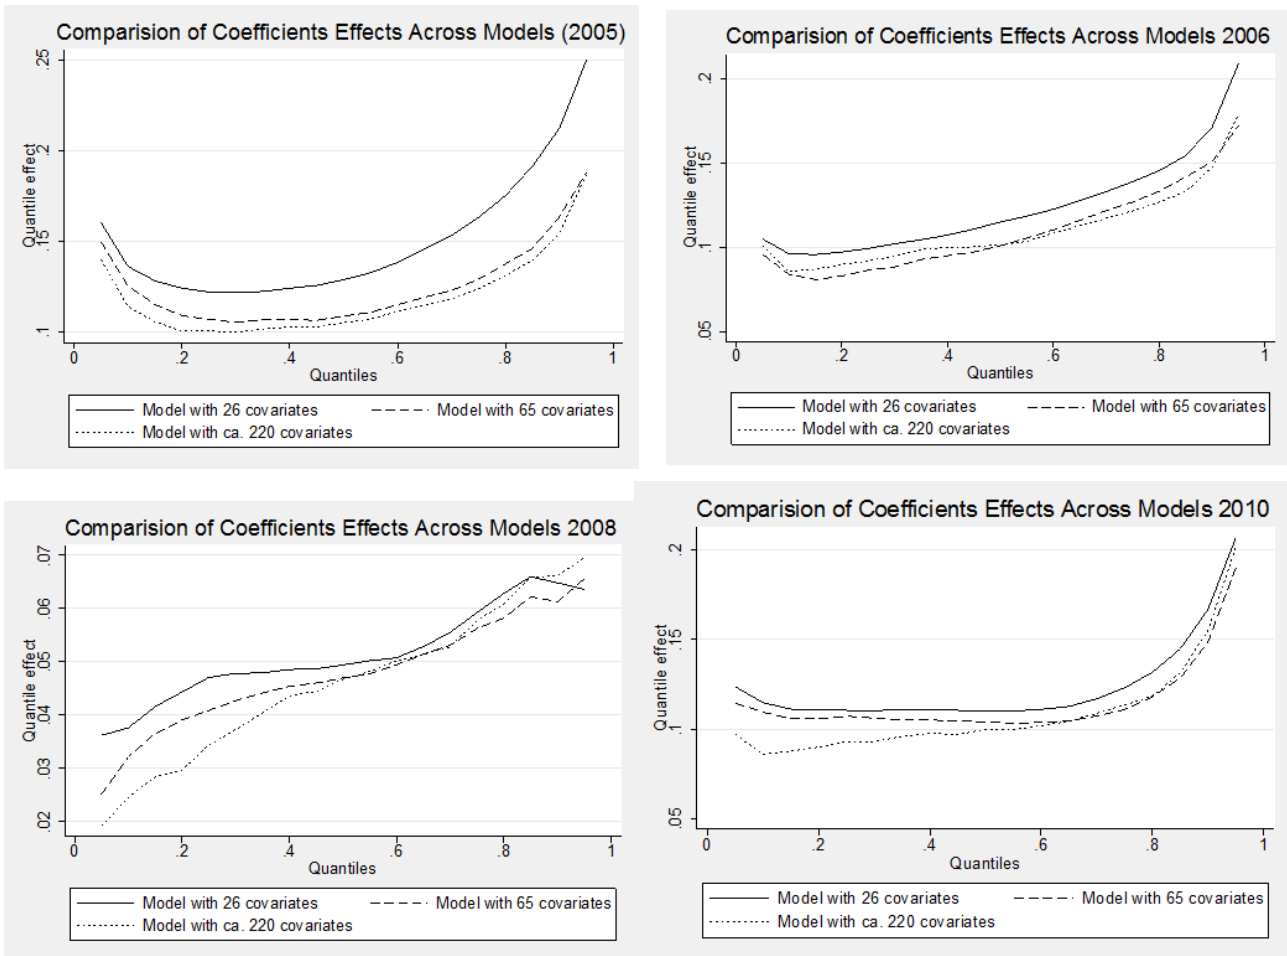 Comparision of Coefficients Effects Across Models (2005)
.25
.2
.15
.1
Quantile effect
0 .2 .4 .6 .8 1
Quantiles
Model with 26 covariates Model with 65 covariates
Model with ca. 220 covariates
Comparision of Coefficients Effects Across Models 2006
.2
.15
.1
.05
Quantile effect
0 .2 .4 .6 .8 1
Quantiles
Model with 26 covariates Model with 65 covariates
Model with ca. 220 covariates
Comparision of Coefficients Effects Across Models 2008
.07
.06
.05
.04
.03
.02
Quantile effect
0 .2 .4 .6 .8 1
Quantiles
Model with 26 covariates Model with 65 covariates
Model with ca. 220 covariates
Comparision of Coefficients Effects Across Models 2010
.2
.15
.1
.05
Quantile effect
0 .2 .4 .6 .8 1
Quantiles
Model with 26 covariates Model with 65 covariates
Model with ca. 220 covariates